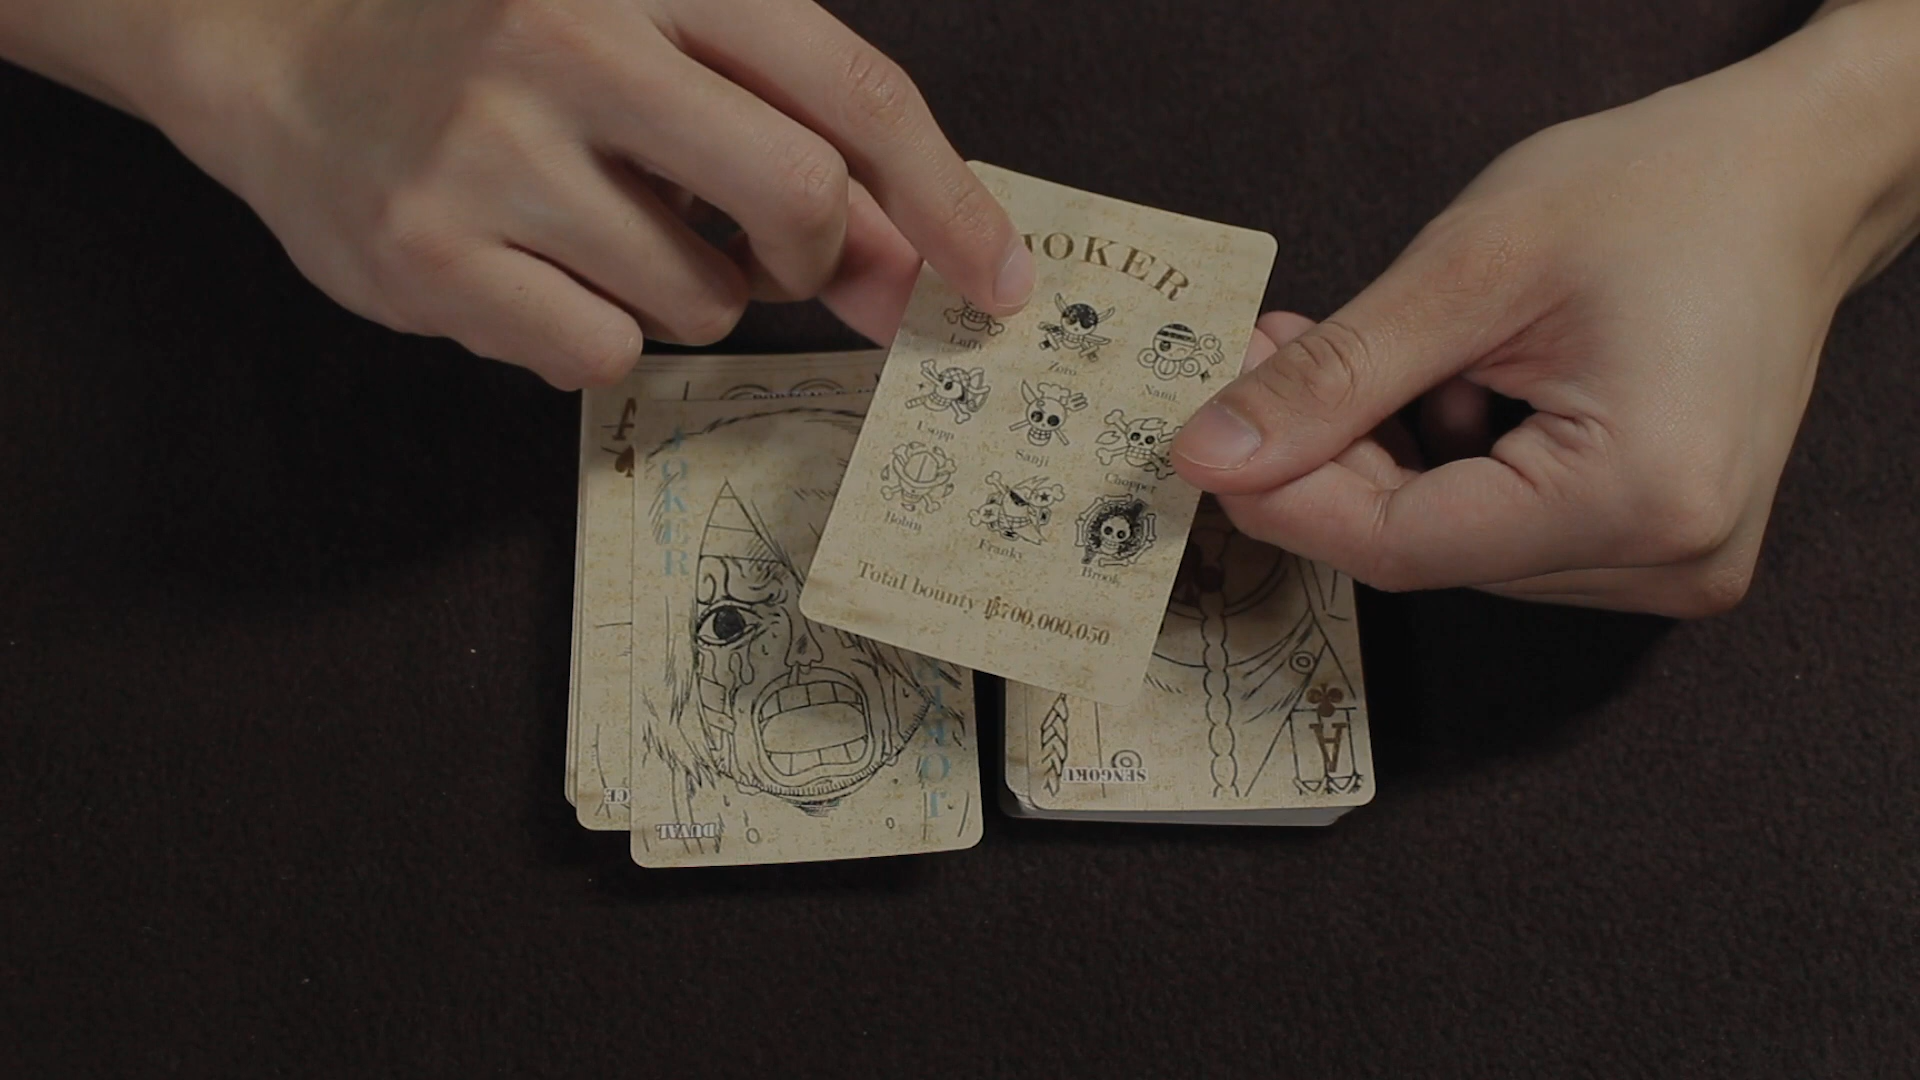 JOKER
Luffy
Zoro
Nami
Usopp
Sanji
Chopper
Robin
Franky
Brook
Total bounty ฿700,000,050
A
JOKER
JOKER
DUVAL
SENGOKU
A